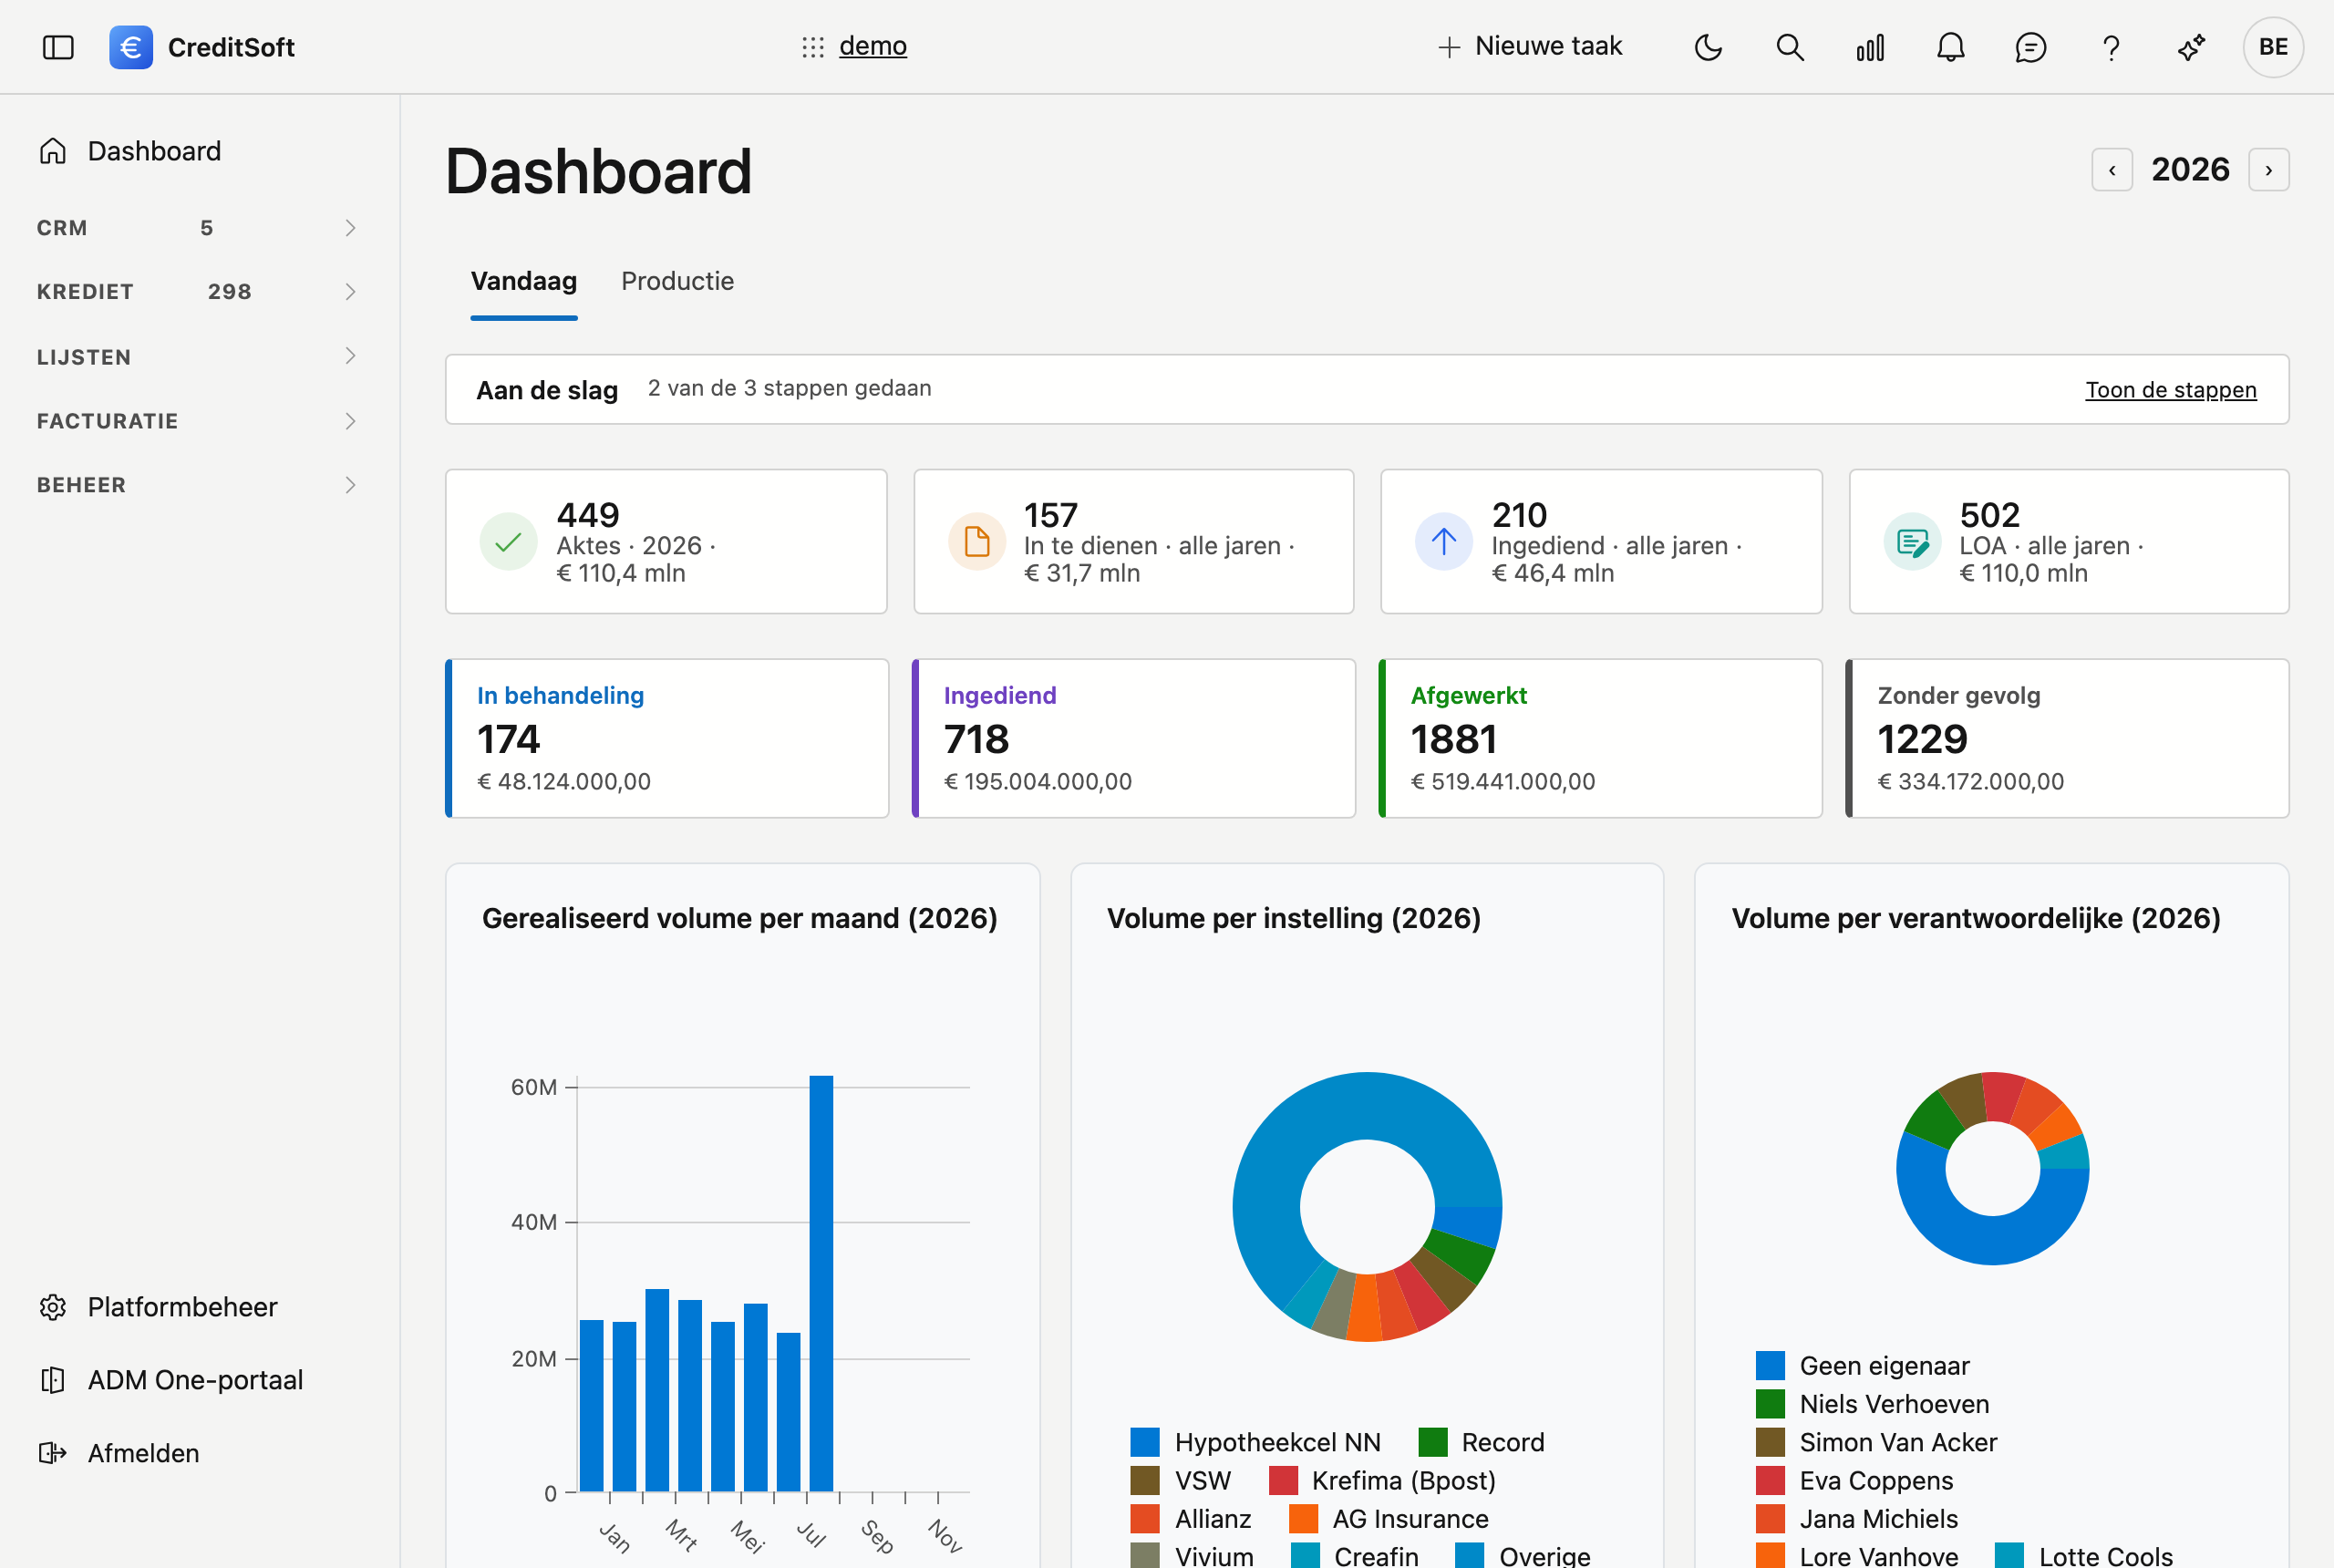 CreditSoft
demo
Nieuwe taak
BE
Dashboard
CRM 5
KREDIET 298
LIJSTEN
FACTURATIE
BEHEER
Platformbeheer
ADM One-portaal
Afmelden
Dashboard
‹ 2026 ›
Vandaag Productie
Aan de slag 2 van de 3 stappen gedaan Toon de stappen
449
Aktes · 2026 ·
€ 110,4 mln
157
In te dienen · alle jaren ·
€ 31,7 mln
210
Ingediend · alle jaren ·
€ 46,4 mln
502
LOA · alle jaren ·
€ 110,0 mln
In behandeling
174
€ 48.124.000,00
Ingediend
718
€ 195.004.000,00
Afgewerkt
1881
€ 519.441.000,00
Zonder gevolg
1229
€ 334.172.000,00
Gerealiseerd volume per maand (2026)
60M
40M
20M
0
Jan Mrt Mei Jul Sep Nov
Volume per instelling (2026)
Hypotheekcel NN Record
VSW Krefima (Bpost)
Allianz AG Insurance
Vivium Creafin Overige
Volume per verantwoordelijke (2026)
Geen eigenaar
Niels Verhoeven
Simon Van Acker
Eva Coppens
Jana Michiels
Lore Vanhove Lotte Cools